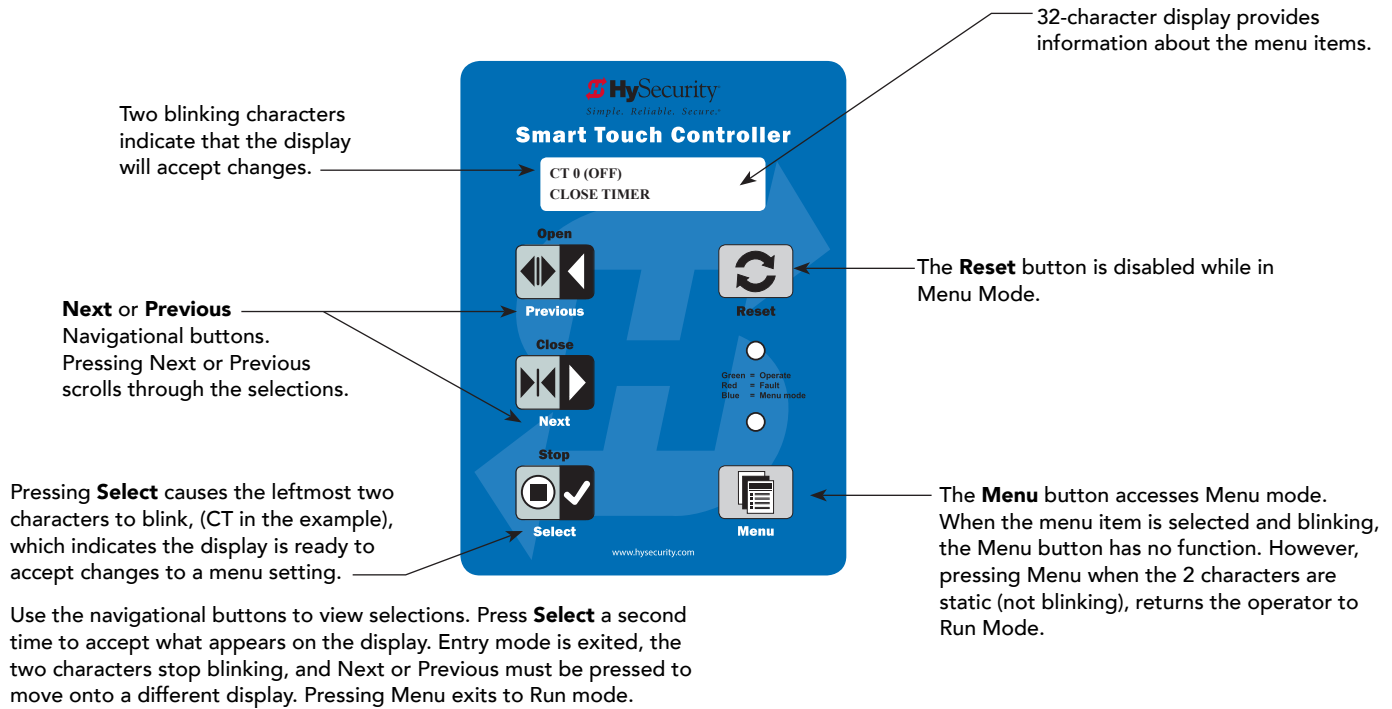 32-character display provides
information about the menu items.
Two blinking characters
indicate that the display
will accept changes.
HySecurity
Simple. Reliable. Secure.
Smart Touch Controller
CT 0 (OFF)
CLOSE TIMER
Open
Previous
Reset
The Reset button is disabled while in
Menu Mode.
Next or Previous
Navigational buttons.
Pressing Next or Previous
scrolls through the selections.
Close
Next
Green = Operate
Red = Fault
Blue = Menu mode
Stop
Select
Menu
www.hysecurity.com
Pressing Select causes the leftmost two
characters to blink, (CT in the example),
which indicates the display is ready to
accept changes to a menu setting.
The Menu button accesses Menu mode.
When the menu item is selected and blinking,
the Menu button has no function. However,
pressing Menu when the 2 characters are
static (not blinking), returns the operator to
Run Mode.
Use the navigational buttons to view selections. Press Select a second
time to accept what appears on the display. Entry mode is exited, the
two characters stop blinking, and Next or Previous must be pressed to
move onto a different display. Pressing Menu exits to Run mode.